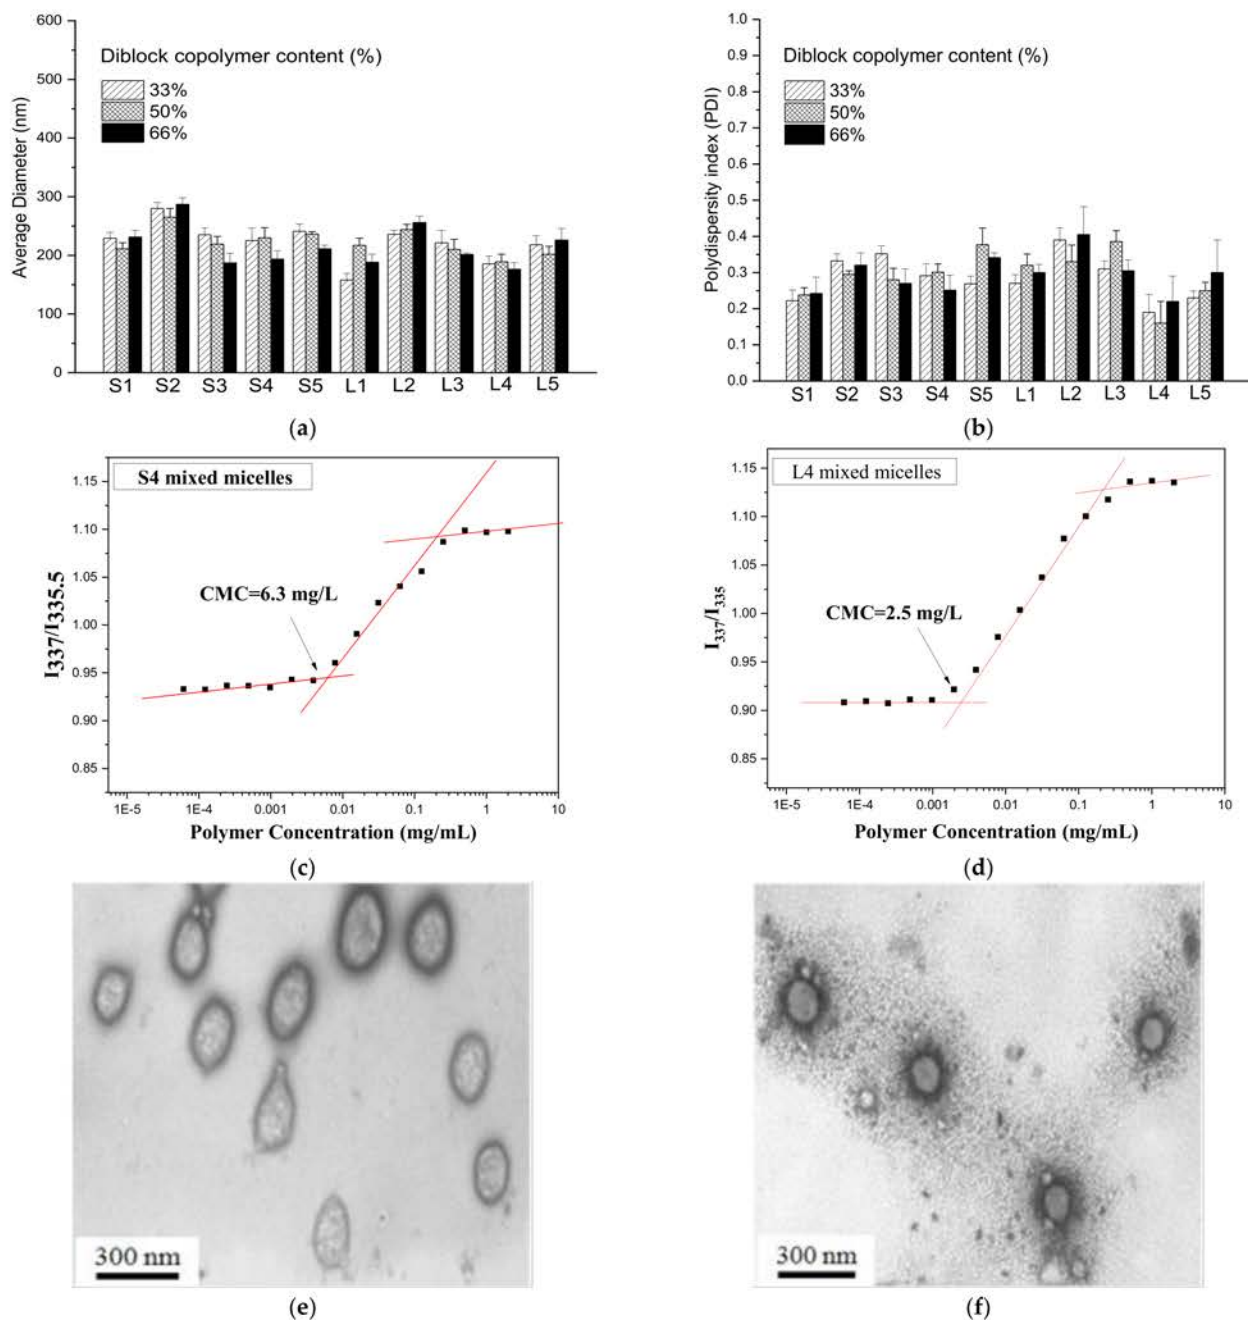 600
500
400
300
200
100
0
Average Diameter (nm)
Diblock copolymer content (%)
33%
50%
66%
S1 S2 S3 S4 S5 L1 L2 L3 L4 L5
(a)
1.0
0.9
0.8
0.7
0.6
0.5
0.4
0.3
0.2
0.1
0.0
Polydispersity index (PDI)
Diblock copolymer content (%)
33%
50%
66%
S1 S2 S3 S4 S5 L1 L2 L3 L4 L5
(b)
S4 mixed micelles
1.15
1.10
1.05
1.00
0.95
0.90
0.85
I337/I335.5
CMC=6.3 mg/L
1E-5 1E-4 0.001 0.01 0.1 1 10
Polymer Concentration (mg/mL)
(c)
L4 mixed micelles
1.15
1.10
1.05
1.00
0.95
0.90
0.85
I337/I335
CMC=2.5 mg/L
1E-5 1E-4 0.001 0.01 0.1 1 10
Polymer Concentration (mg/mL)
(d)
300 nm
(e)
300 nm
(f)